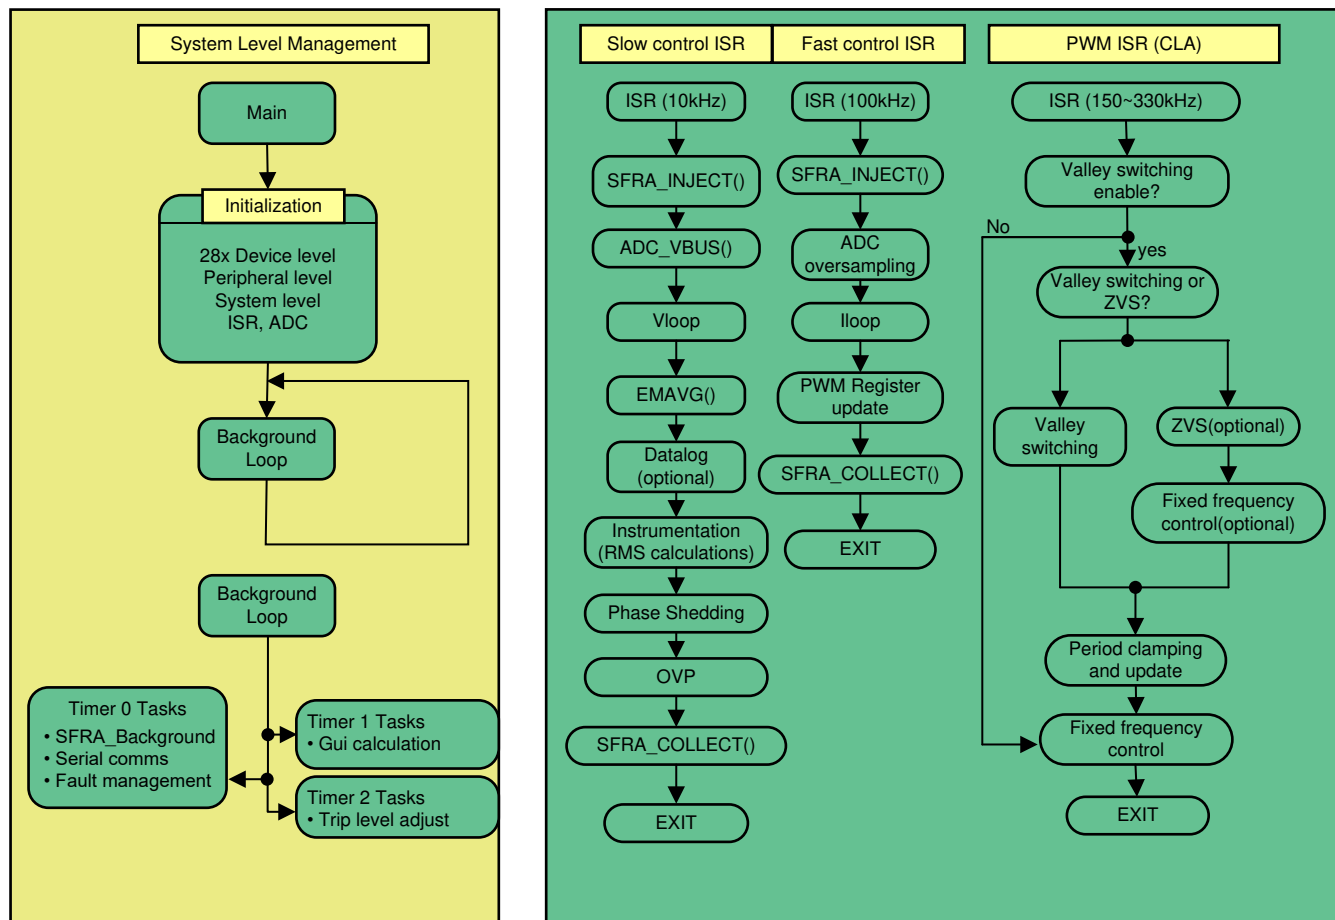 System Level Management
Main
Initialization
28x Device level
Peripheral level
System level
ISR, ADC
Background
Loop
Background
Loop
Timer 0 Tasks
• SFRA_Background
• Serial comms
• Fault management
Timer 1 Tasks
• Gui calculation
Timer 2 Tasks
• Trip level adjust
Slow control ISR
ISR (10kHz)
SFRA_INJECT()
ADC_VBUS()
Vloop
EMAVG()
Datalog
(optional)
Instrumentation
(RMS calculations)
Phase Shedding
OVP
SFRA_COLLECT()
EXIT
Fast control ISR
ISR (100kHz)
SFRA_INJECT()
ADC
oversampling
Iloop
PWM Register
update
SFRA_COLLECT()
EXIT
PWM ISR (CLA)
ISR (150~330kHz)
Valley switching
enable?
No
yes
Valley switching or
ZVS?
Valley
switching
ZVS(optional)
Fixed frequency
control(optional)
Period clamping
and update
Fixed frequency
control
EXIT